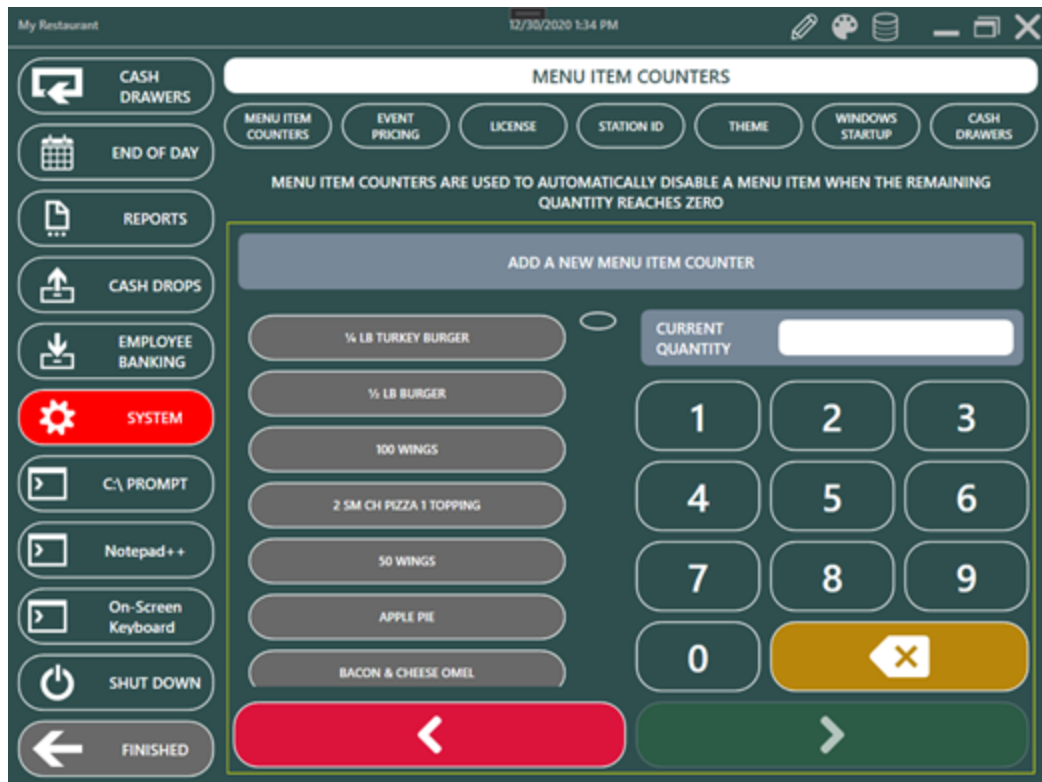 My Restaurant
12/30/2020 1:34 PM
CASH
DRAWERS
END OF DAY
REPORTS
CASH DROPS
EMPLOYEE
BANKING
SYSTEM
C:\ PROMPT
Notepad++
On-Screen
Keyboard
SHUT DOWN
FINISHED
MENU ITEM COUNTERS
MENU ITEM
COUNTERS
EVENT
PRICING
LICENSE
STATION ID
THEME
WINDOWS
STARTUP
CASH
DRAWERS
MENU ITEM COUNTERS ARE USED TO AUTOMATICALLY DISABLE A MENU ITEM WHEN THE REMAINING
QUANTITY REACHES ZERO
ADD A NEW MENU ITEM COUNTER
¼ LB TURKEY BURGER
½ LB BURGER
100 WINGS
2 SM CH PIZZA 1 TOPPING
50 WINGS
APPLE PIE
BACON & CHEESE OMEL
CURRENT
QUANTITY
1 2 3
4 5 6
7 8 9
0